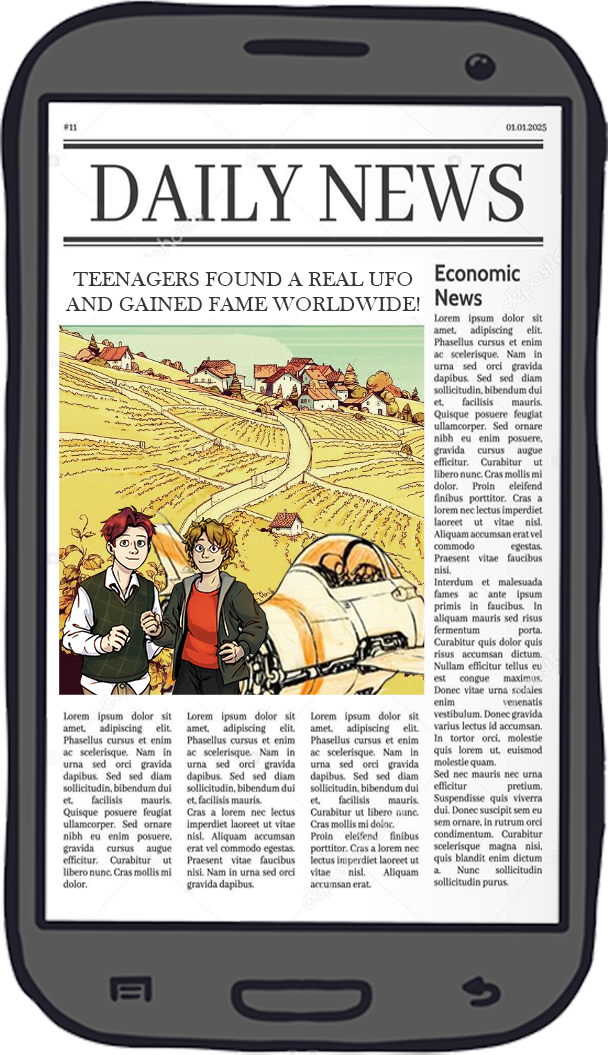 #11
01.01.2025
DAILY NEWS
TEENAGERS FOUND A REAL UFO
AND GAINED FAME WORLDWIDE!
Lorem ipsum dolor sit
amet, adipiscing elit.
Phasellus cursus et enim
ac scelerisque. Nam in
urna sed orci gravida
dapibus. Sed sed diam
sollicitudin, bibendum dui
et, facilisis mauris.
Quisque posuere feugiat
ullamcorper. Sed ornare
nibh eu enim posuere,
gravida cursus augue
efficitur. Curabitur ut
libero nunc. Cras mollis mi
dolor.
Lorem ipsum dolor sit
amet, adipiscing elit.
Phasellus cursus et enim
ac scelerisque. Nam in
urna sed orci gravida
dapibus. Sed sed diam
sollicitudin, bibendum dui
et, facilisis mauris.
Cras a lorem nec lectus
imperdiet laoreet ut vitae
nisl. Aliquam accumsan
erat vel commodo egestas.
Praesent vitae faucibus
nisi. Nam in urna sed orci
gravida dapibus.
Lorem ipsum dolor sit
amet, adipiscing elit.
Phasellus cursus et enim
ac scelerisque. Nam in
urna sed orci gravida
dapibus. Sed sed diam
sollicitudin, bibendum dui
et, facilisis mauris.
Curabitur ut libero nunc.
Cras mollis mi dolor.
Proin eleifend finibus
porttitor. Cras a lorem nec
lectus imperdiet laoreet ut
vitae nisl. Aliquam
accumsan erat.
Economic
News
Lorem ipsum dolor sit
amet, adipiscing elit.
Phasellus cursus et enim
ac scelerisque. Nam in
urna sed orci gravida
dapibus. Sed sed diam
sollicitudin, bibendum dui
et, facilisis mauris.
Quisque posuere feugiat
ullamcorper. Sed ornare
nibh eu enim posuere,
gravida cursus augue
efficitur. Curabitur ut
libero nunc. Cras mollis mi
dolor. Proin eleifend
finibus porttitor. Cras a
lorem nec lectus imperdiet
laoreet ut vitae nisl.
Aliquam accumsan erat vel
commodo egestas.
Praesent vitae faucibus
nisi.
Interdum et malesuada
fames ac ante ipsum
primis in faucibus. In
aliquam mauris sed risus
fermentum porta.
Curabitur quis dolor quis
risus accumsan dictum.
Nullam efficitur tellus eu
est congue maximus.
Donec vitae urna sodales
enim venenatis
vestibulum. Donec gravida
varius lectus id accumsan.
In tortor orci, molestie
quis lorem ut, euismod
molestie quam.
Sed nec mauris nec urna
efficitur pretium.
Suspendisse quis viverra
dui. Donec suscipit sem eu
sem ornare, in rutrum orci
condimentum. Curabitur
scelerisque magna nisi,
quis blandit enim dictum
a. Nunc sollicitudin
sollicitudin purus.